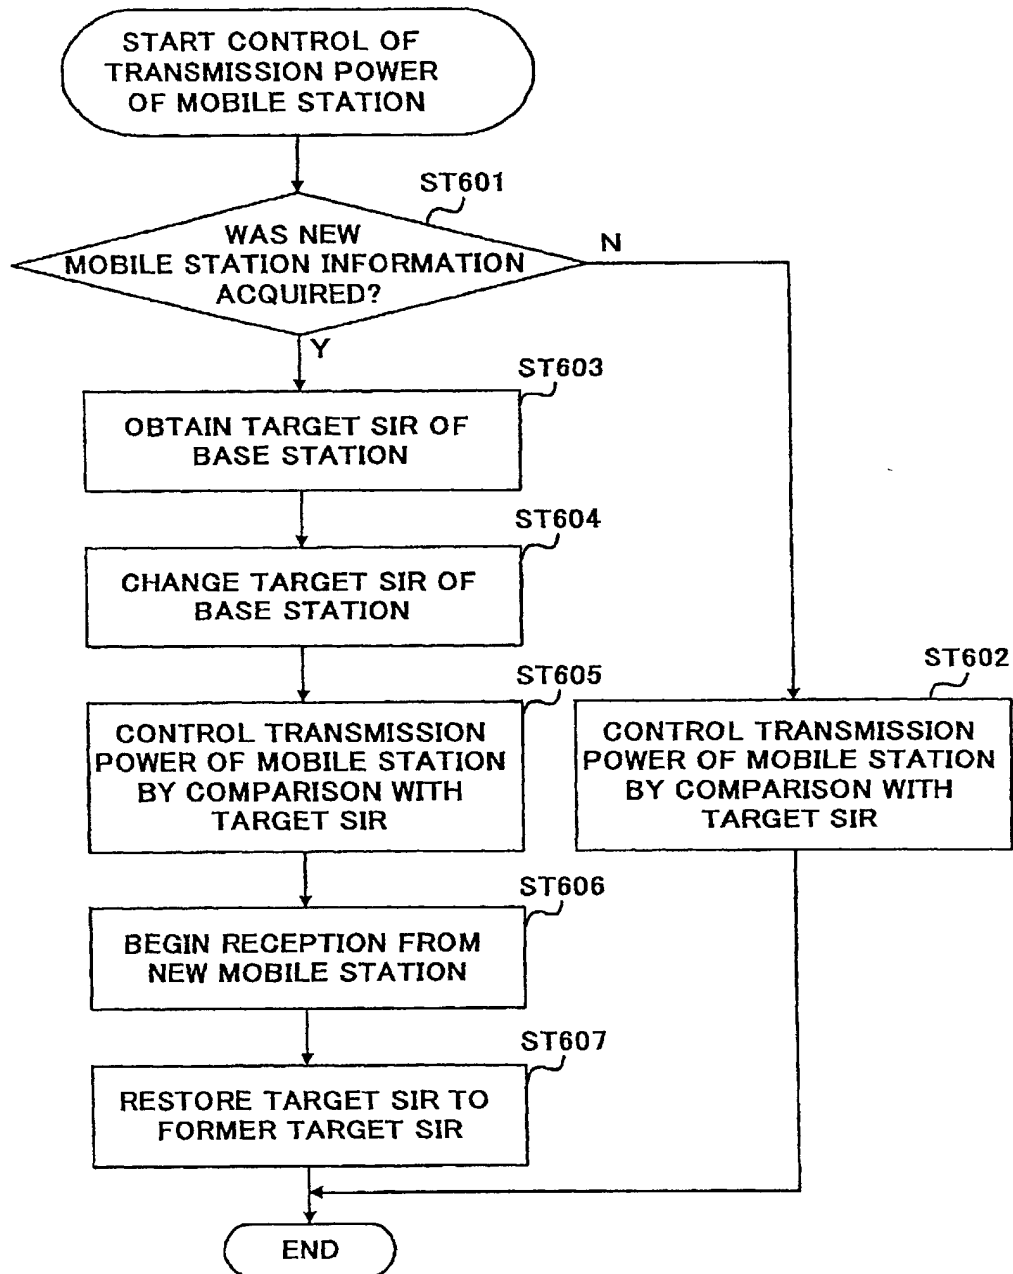 START CONTROL OF
TRANSMISSION POWER
OF MOBILE STATION
ST601
WAS NEW
MOBILE STATION INFORMATION
ACQUIRED?
N
Y
ST603
OBTAIN TARGET SIR OF
BASE STATION
ST604
CHANGE TARGET SIR OF
BASE STATION
ST605
CONTROL TRANSMISSION
POWER OF MOBILE STATION
BY COMPARISON WITH
TARGET SIR
ST602
CONTROL TRANSMISSION
POWER OF MOBILE STATION
BY COMPARISON WITH
TARGET SIR
ST606
BEGIN RECEPTION FROM
NEW MOBILE STATION
ST607
RESTORE TARGET SIR TO
FORMER TARGET SIR
END